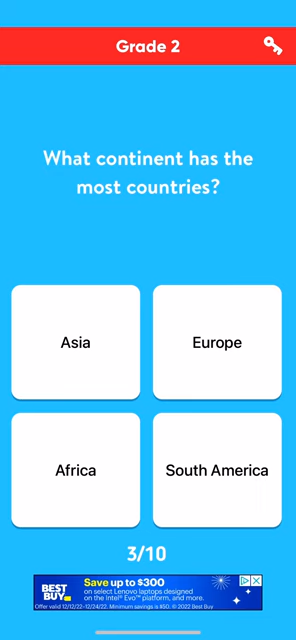 Grade 2
What continent has the
most countries?
Asia
Europe
Africa
South America
3/10
BEST
BUY
Save up to $300
on select Lenovo laptops designed
on the Intel® Evo™ platform, and more.
Offer valid 12/12/22-12/24/22. Minimum savings is $50. © 2022 Best Buy